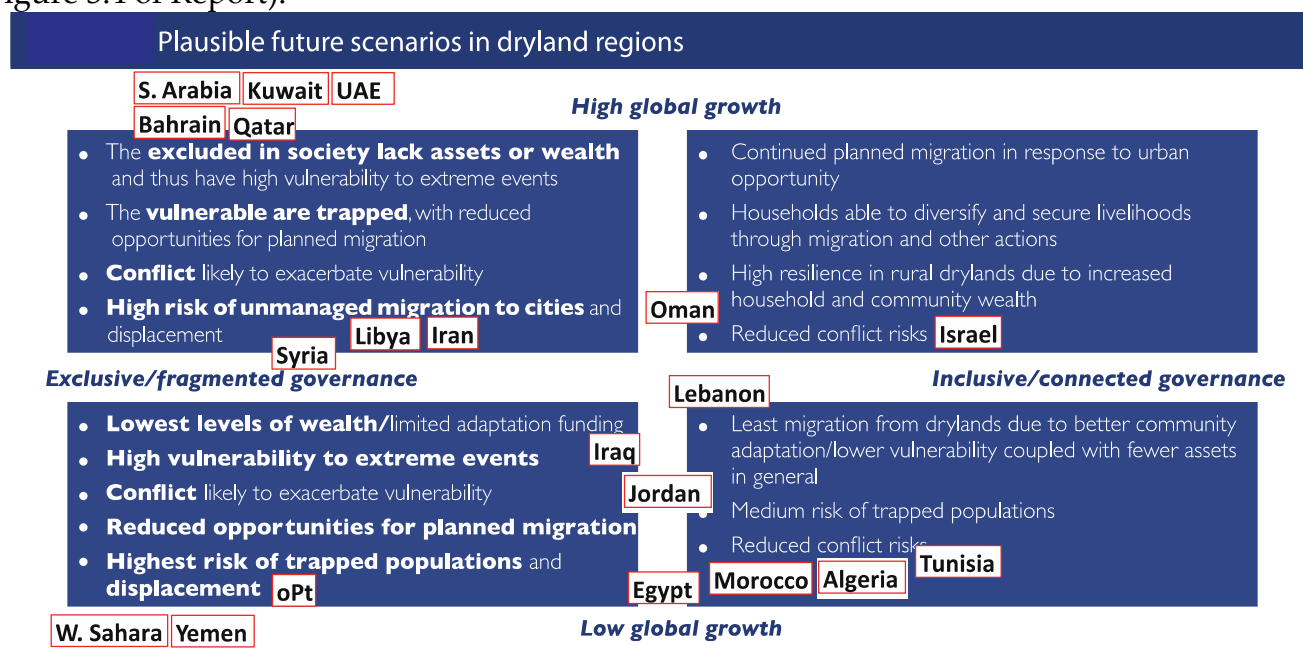 Figure 5.4 of Report).
Plausible future scenarios in dryland regions
S. Arabia Kuwait UAE
High global growth
Bahrain Qatar
• The excluded in society lack assets or wealth
and thus have high vulnerability to extreme events
• The vulnerable are trapped, with reduced
opportunities for planned migration
• Conflict likely to exacerbate vulnerability
• High risk of unmanaged migration to cities and
displacement
Libya Iran
Syria
• Continued planned migration in response to urban
opportunity
• Households able to diversify and secure livelihoods
through migration and other actions
• High resilience in rural drylands due to increased
household and community wealth
Oman
• Reduced conflict risks Israel
Exclusive/fragmented governance
Inclusive/connected governance
Lebanon
• Lowest levels of wealth/limited adaptation funding
• High vulnerability to extreme events
Iraq
• Conflict likely to exacerbate vulnerability
Jordan
• Reduced opportunities for planned migration
• Highest risk of trapped populations and
displacement oPt
• Least migration from drylands due to better community
adaptation/lower vulnerability coupled with fewer assets
in general
• Medium risk of trapped populations
• Reduced conflict risks
Tunisia
Egypt Morocco Algeria
W. Sahara Yemen
Low global growth